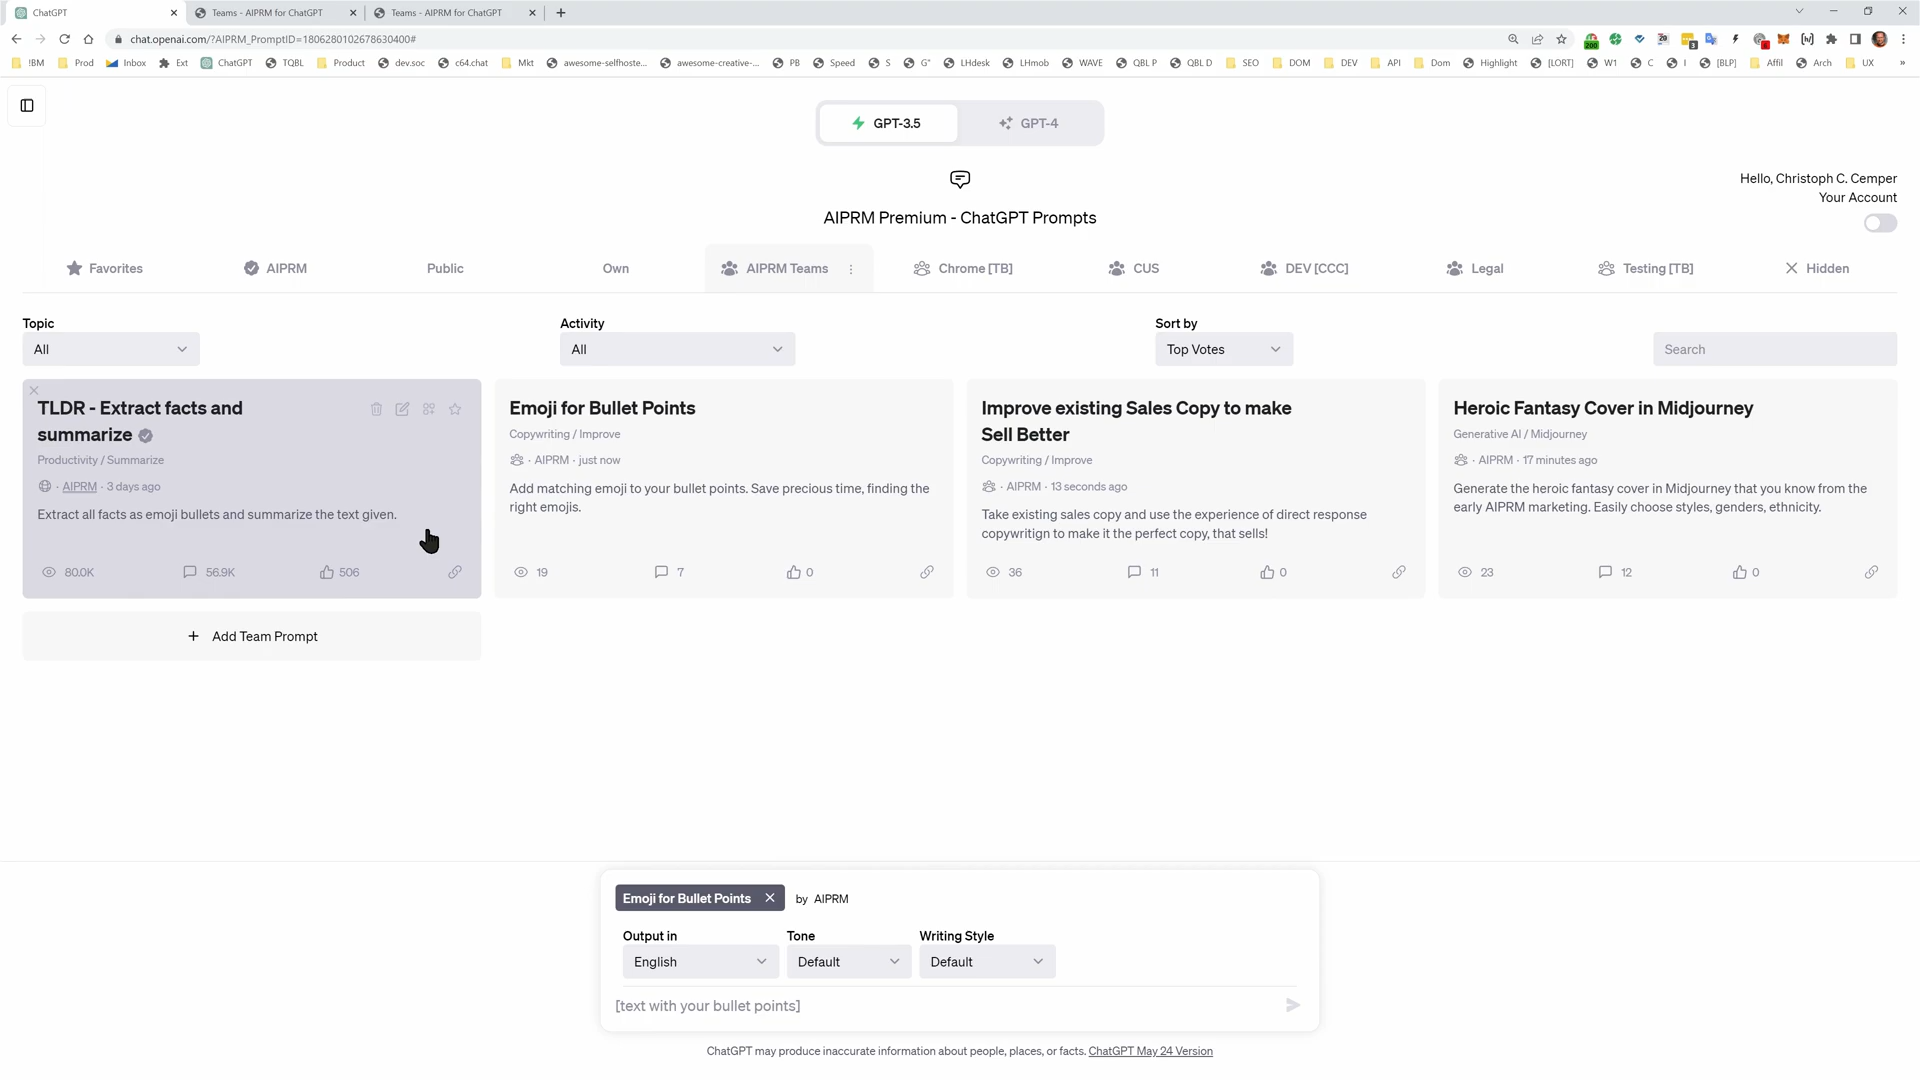 ChatGPT
Teams - AIPRM for ChatGPT
Teams - AIPRM for ChatGPT
chat.openai.com/?AIPRM_PromptID=1806280102678630400#
!BM
Prod
Inbox
Ext
ChatGPT
TQBL
Product
dev.soc
c64.chat
Mkt
awesome-selfhoste...
awesome-creative-...
PB
Speed
S
G"
LHdesk
LHmob
WAVE
QBL P
QBL D
SEO
DOM
DEV
API
Dom
Highlight
[LORT]
W1
C
I
[BLP]
Affil
Arch
UX
»
GPT-3.5
GPT-4
Hello, Christoph C. Cemper
Your Account
AIPRM Premium - ChatGPT Prompts
Favorites
AIPRM
Public
Own
AIPRM Teams
Chrome [TB]
CUS
DEV [CCC]
Legal
Testing [TB]
Hidden
Topic
All
Activity
All
Sort by
Top Votes
Search
TLDR - Extract facts and
summarize
Productivity / Summarize
· AIPRM · 3 days ago
Extract all facts as emoji bullets and summarize the text given.
80.0K
56.9K
506
Emoji for Bullet Points
Copywriting / Improve
· AIPRM · just now
Add matching emoji to your bullet points. Save precious time, finding the
right emojis.
19
7
0
Improve existing Sales Copy to make
Sell Better
Copywriting / Improve
· AIPRM · 13 seconds ago
Take existing sales copy and use the experience of direct response
copywritign to make it the perfect copy, that sells!
36
11
0
Heroic Fantasy Cover in Midjourney
Generative AI / Midjourney
· AIPRM · 17 minutes ago
Generate the heroic fantasy cover in Midjourney that you know from the
early AIPRM marketing. Easily choose styles, genders, ethnicity.
23
12
0
+ Add Team Prompt
Emoji for Bullet Points
by AIPRM
Output in
English
Tone
Default
Writing Style
Default
[text with your bullet points]
ChatGPT may produce inaccurate information about people, places, or facts. ChatGPT May 24 Version